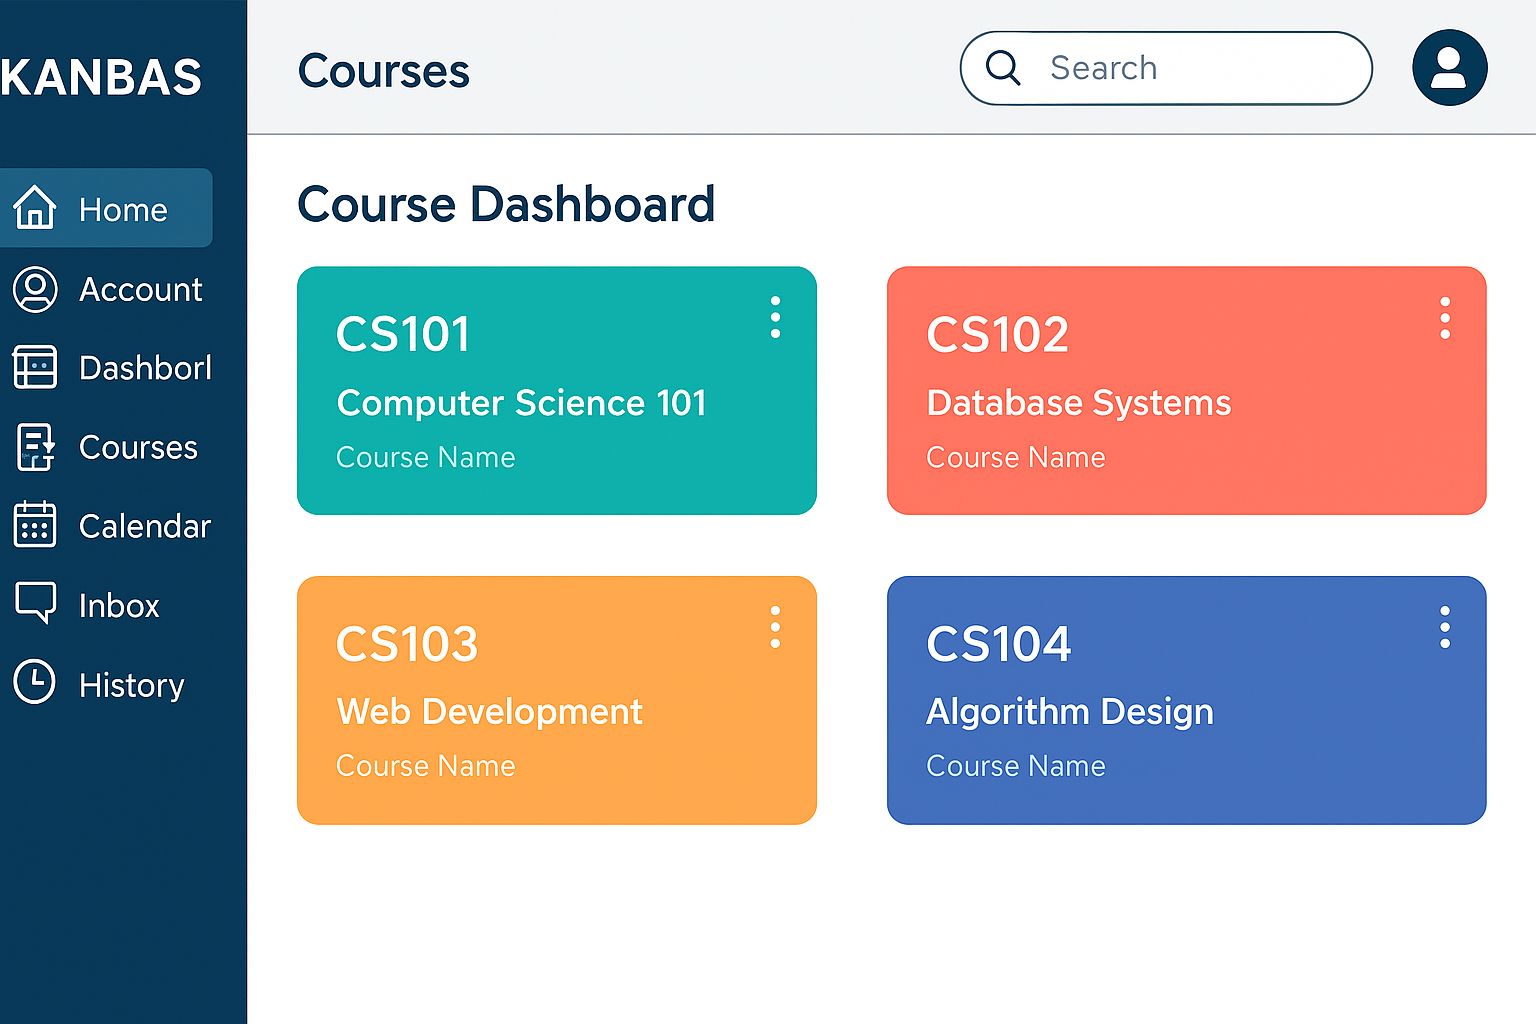 KANBAS
Home
Account
Dashborl
Courses
Calendar
Inbox
History
Courses
Search
Course Dashboard
CS101
Computer Science 101
Course Name
CS102
Database Systems
Course Name
CS103
Web Development
Course Name
CS104
Algorithm Design
Course Name